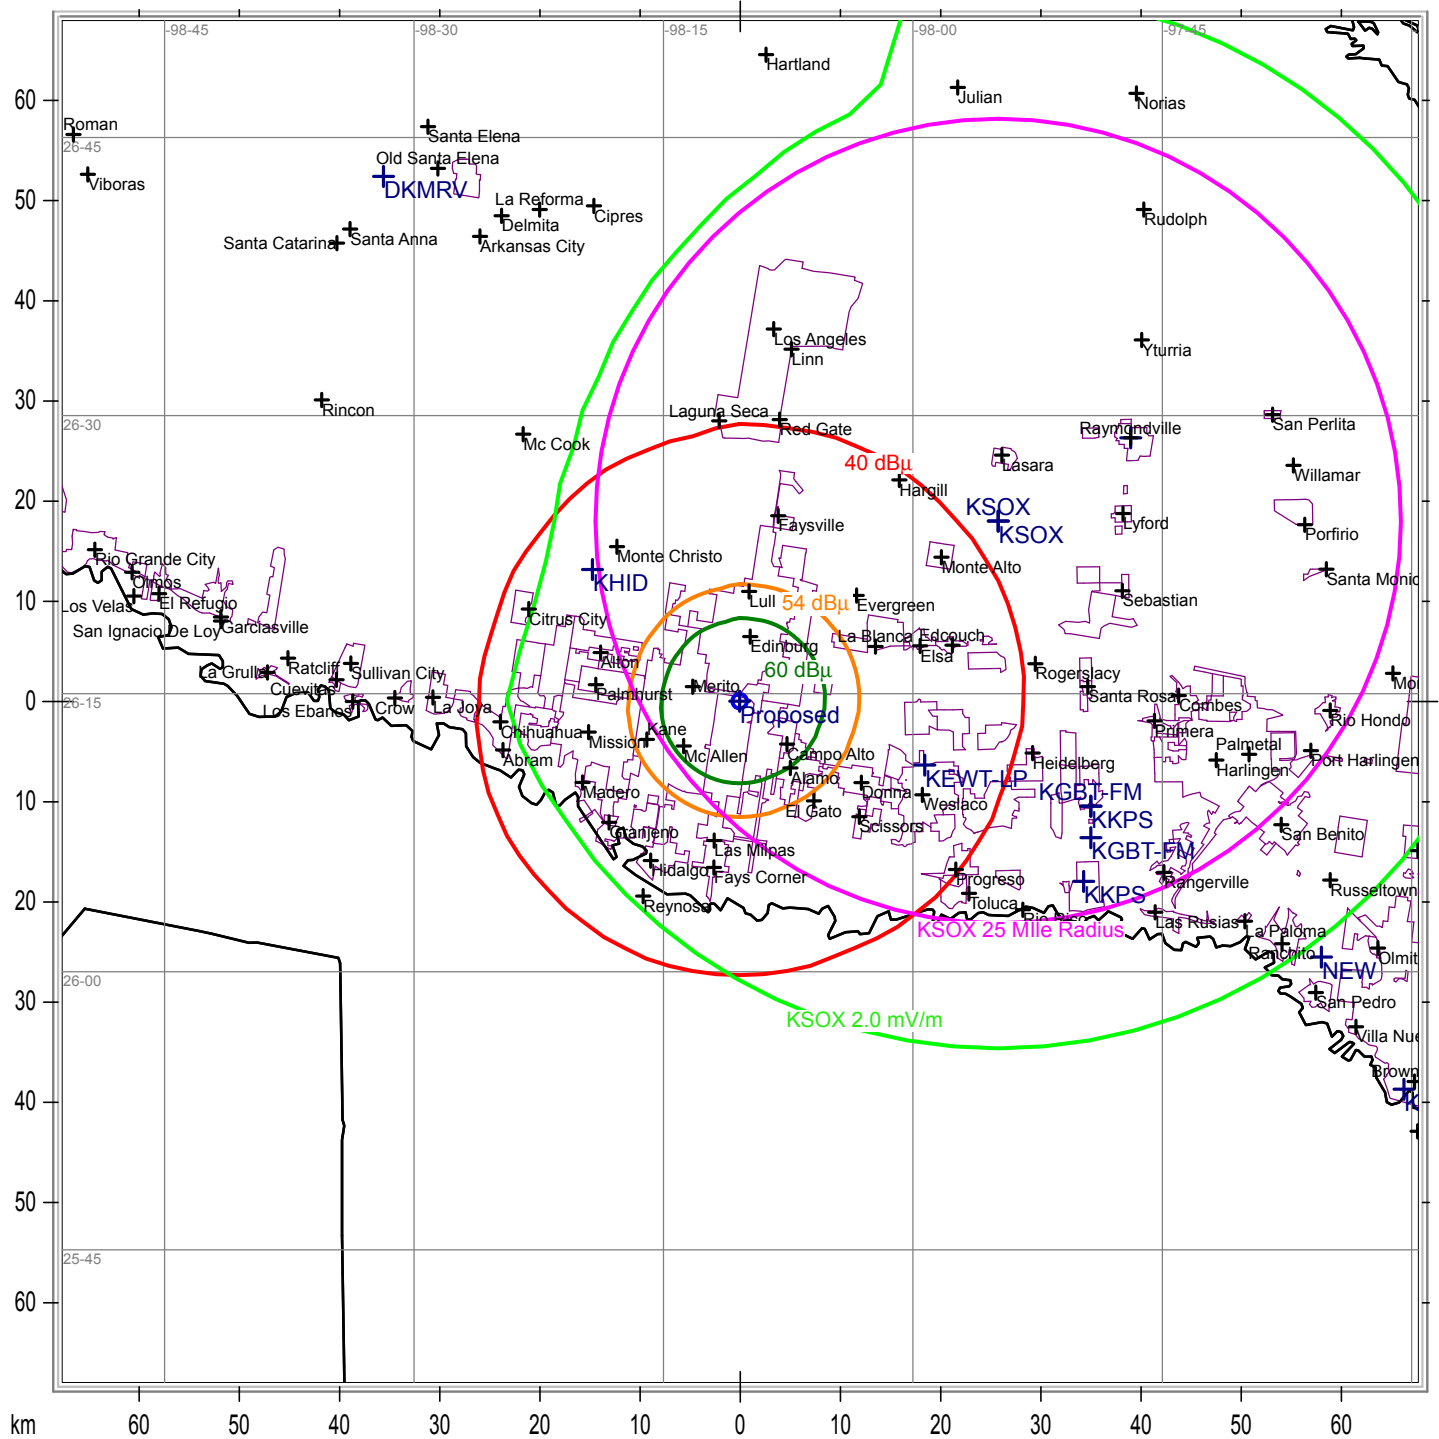 -98-45
-98-30
-98-15
-98-00
-97-45
Hartland
60
Julian
Norias
Roman
Santa Elena
26-45
Old Santa Elena
Viboras
DKMRV
50
La Reforma
Cipres
Delmita
Rudolph
Santa Catarina
Santa Anna
Arkansas City
40
Los Angeles
Linn
Yturria
30
Rincon
Laguna Seca
Red Gate
26-30
Mc Cook
Raymondville
San Perlita
40 dBµ
Lasara
Willamar
20
Hargill
KSOX
KSOX
Faysville
Lyford
Porfirio
Rio Grande City
Monte Christo
Monte Alto
Olmos
KHID
Santa Monic
10
Los Velas
El Refugio
Lull
54 dBµ
Evergreen
Sebastian
San Ignacio De Loy
Garciasville
Citrus City
Edinburg
La Blanca
Edcouch
Elsa
La Grulla
Ratcliff
Sullivan City
Alton
60 dBµ
Rogerslacy
Cuevitas
Palmhurst
Merito
Santa Rosa
Combes
0
26-15
Los Ebanos
Crow
La Joya
Proposed
Rio Hondo
Chihuahua
Mission
Kane
Primera
Abram
Mc Allen
Campo Alto
Heidelberg
Palmetal
Harlingen
Port Harlingen
Alamo
KEWT-LP
Madero
Donna
Weslaco
KGBT-FM
10
El Gato
KKPS
Granjeno
Scissors
San Benito
Las Milpas
KGBT-FM
Hidalgo
Fays Corner
Progreso
Rangerville
20
Reynosa
Toluca
KKPS
Russeltown
Rio Rico
Las Rusias
KSOX 25 MIle Radius
La Paloma
Ranchito
Olmit
26-00
NEW
30
San Pedro
KSOX 2.0 mV/m
Villa Nue
Brown
40
50
25-45
60
km
60
50
40
30
20
10
0
10
20
30
40
50
60